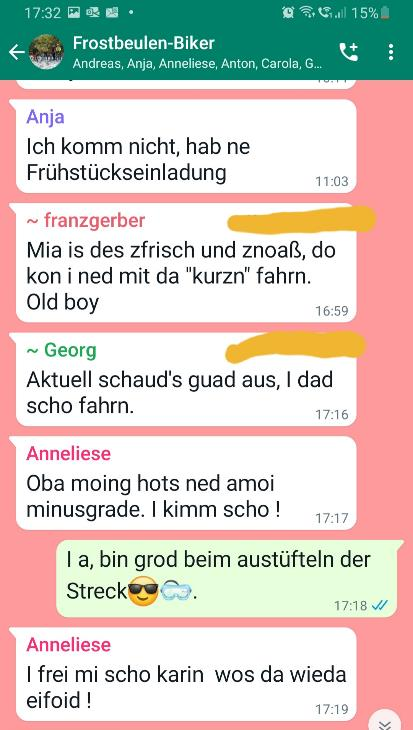 17:32
15%
Frostbeulen-Biker
Andreas, Anja, Anneliese, Anton, Carola, G...
Anja
Ich komm nicht, hab ne
Frühstückseinladung
11:03
~ franzgerber
Mia is des zfrisch und znoaß, do
kon i ned mit da "kurzn" fahrn.
Old boy
16:59
~ Georg
Aktuell schaud's guad aus, I dad
scho fahrn.
17:16
Anneliese
Oba moing hots ned amoi
minusgrade. I kimm scho !
17:17
I a, bin grod beim austüfteln der
Streck😎🥽.
17:18
Anneliese
I frei mi scho karin wos da wieda
eifoid !
17:19